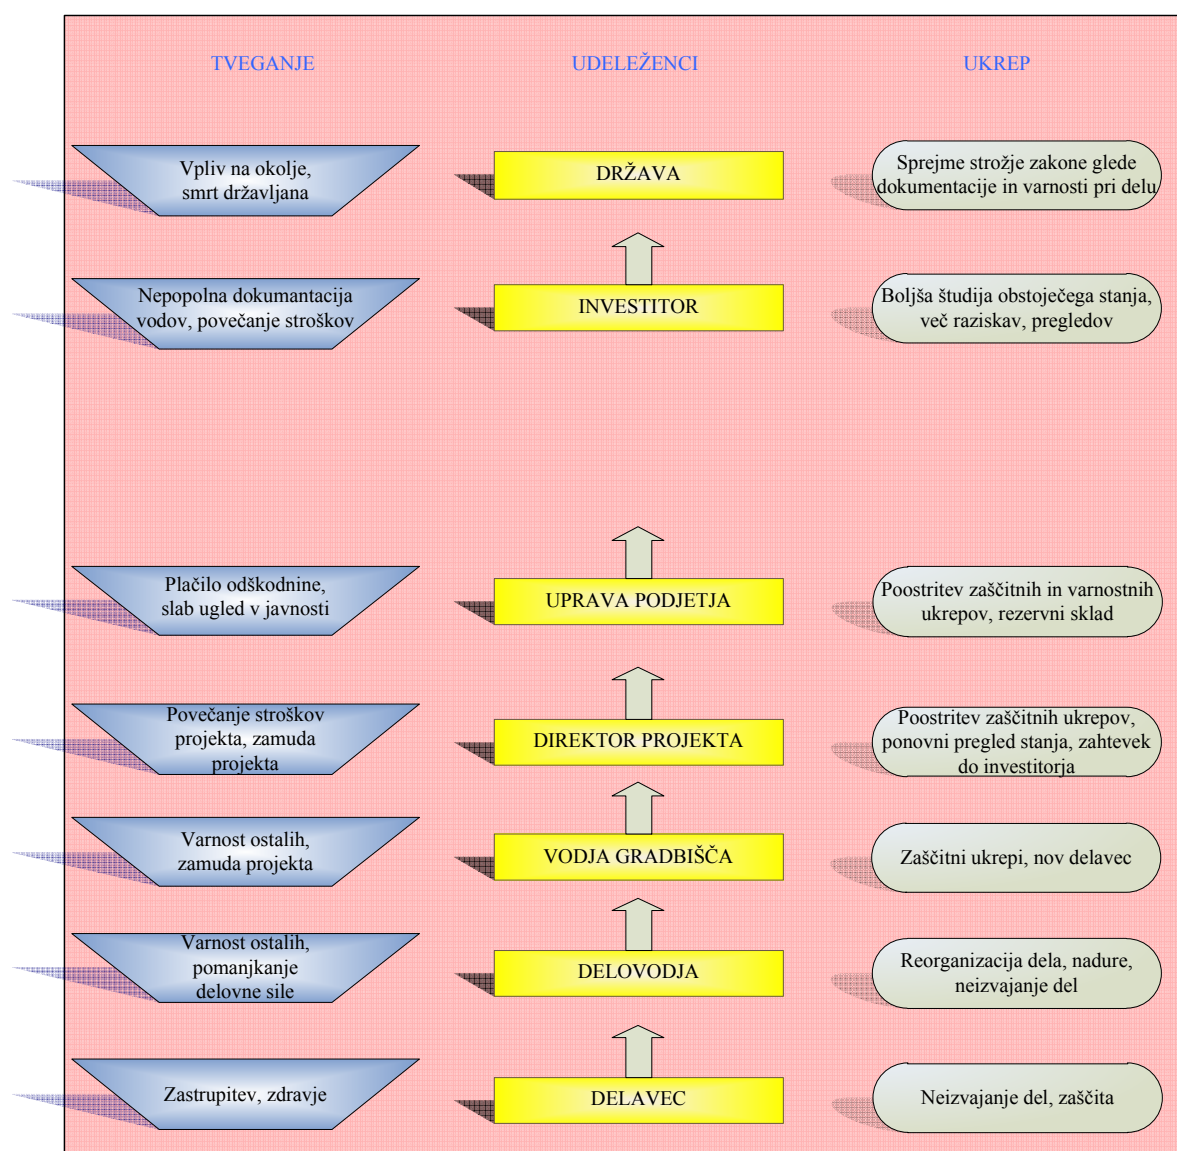 TVEGANJE
UDELEŽENCI
UKREP
Vpliv na okolje,
smrt državljana
DRŽAVA
Sprejme strožje zakone glede
dokumentacije in varnosti pri delu
Nepopolna dokumantacija
vodov, povečanje stroškov
INVESTITOR
Boljša študija obstoječega stanja,
več raziskav, pregledov
Plačilo odškodnine,
slab ugled v javnosti
UPRAVA PODJETJA
Poostritev zaščitnih in varnostnih
ukrepov, rezervni sklad
Povečanje stroškov
projekta, zamuda
projekta
DIREKTOR PROJEKTA
Poostritev zaščitnih ukrepov,
ponovni pregled stanja, zahtevek
do investitorja
Varnost ostalih,
zamuda projekta
VODJA GRADBIŠČA
Zaščitni ukrepi, nov delavec
Varnost ostalih,
pomanjkanje
delovne sile
DELOVODJA
Reorganizacija dela, nadure,
neizvajanje del
Zastrupitev, zdravje
DELAVEC
Neizvajanje del, zaščita